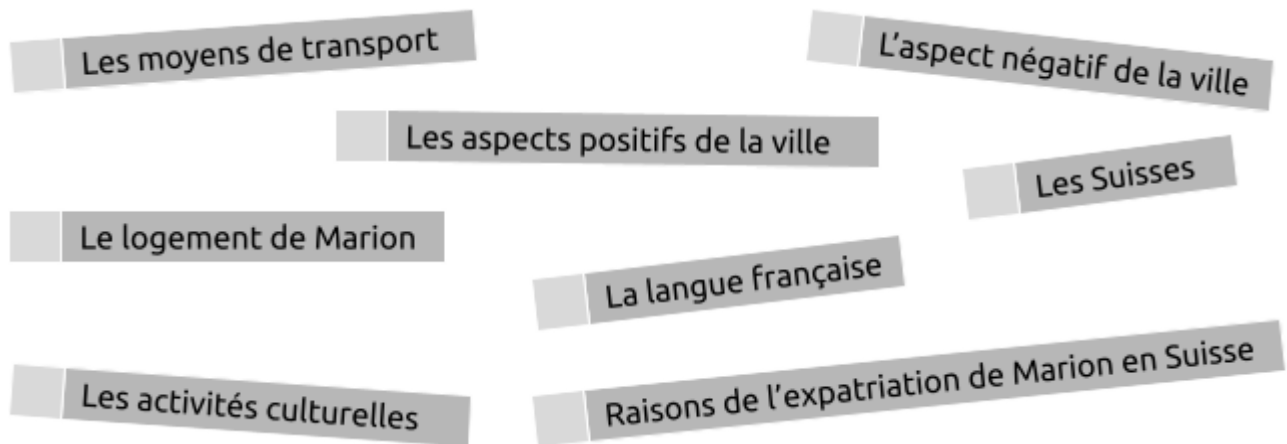 Les moyens de transport
L'aspect négatif de la ville
Les aspects positifs de la ville
Les Suisses
Le logement de Marion
La langue française
Les activités culturelles
Raisons de l'expatriation de Marion en Suisse